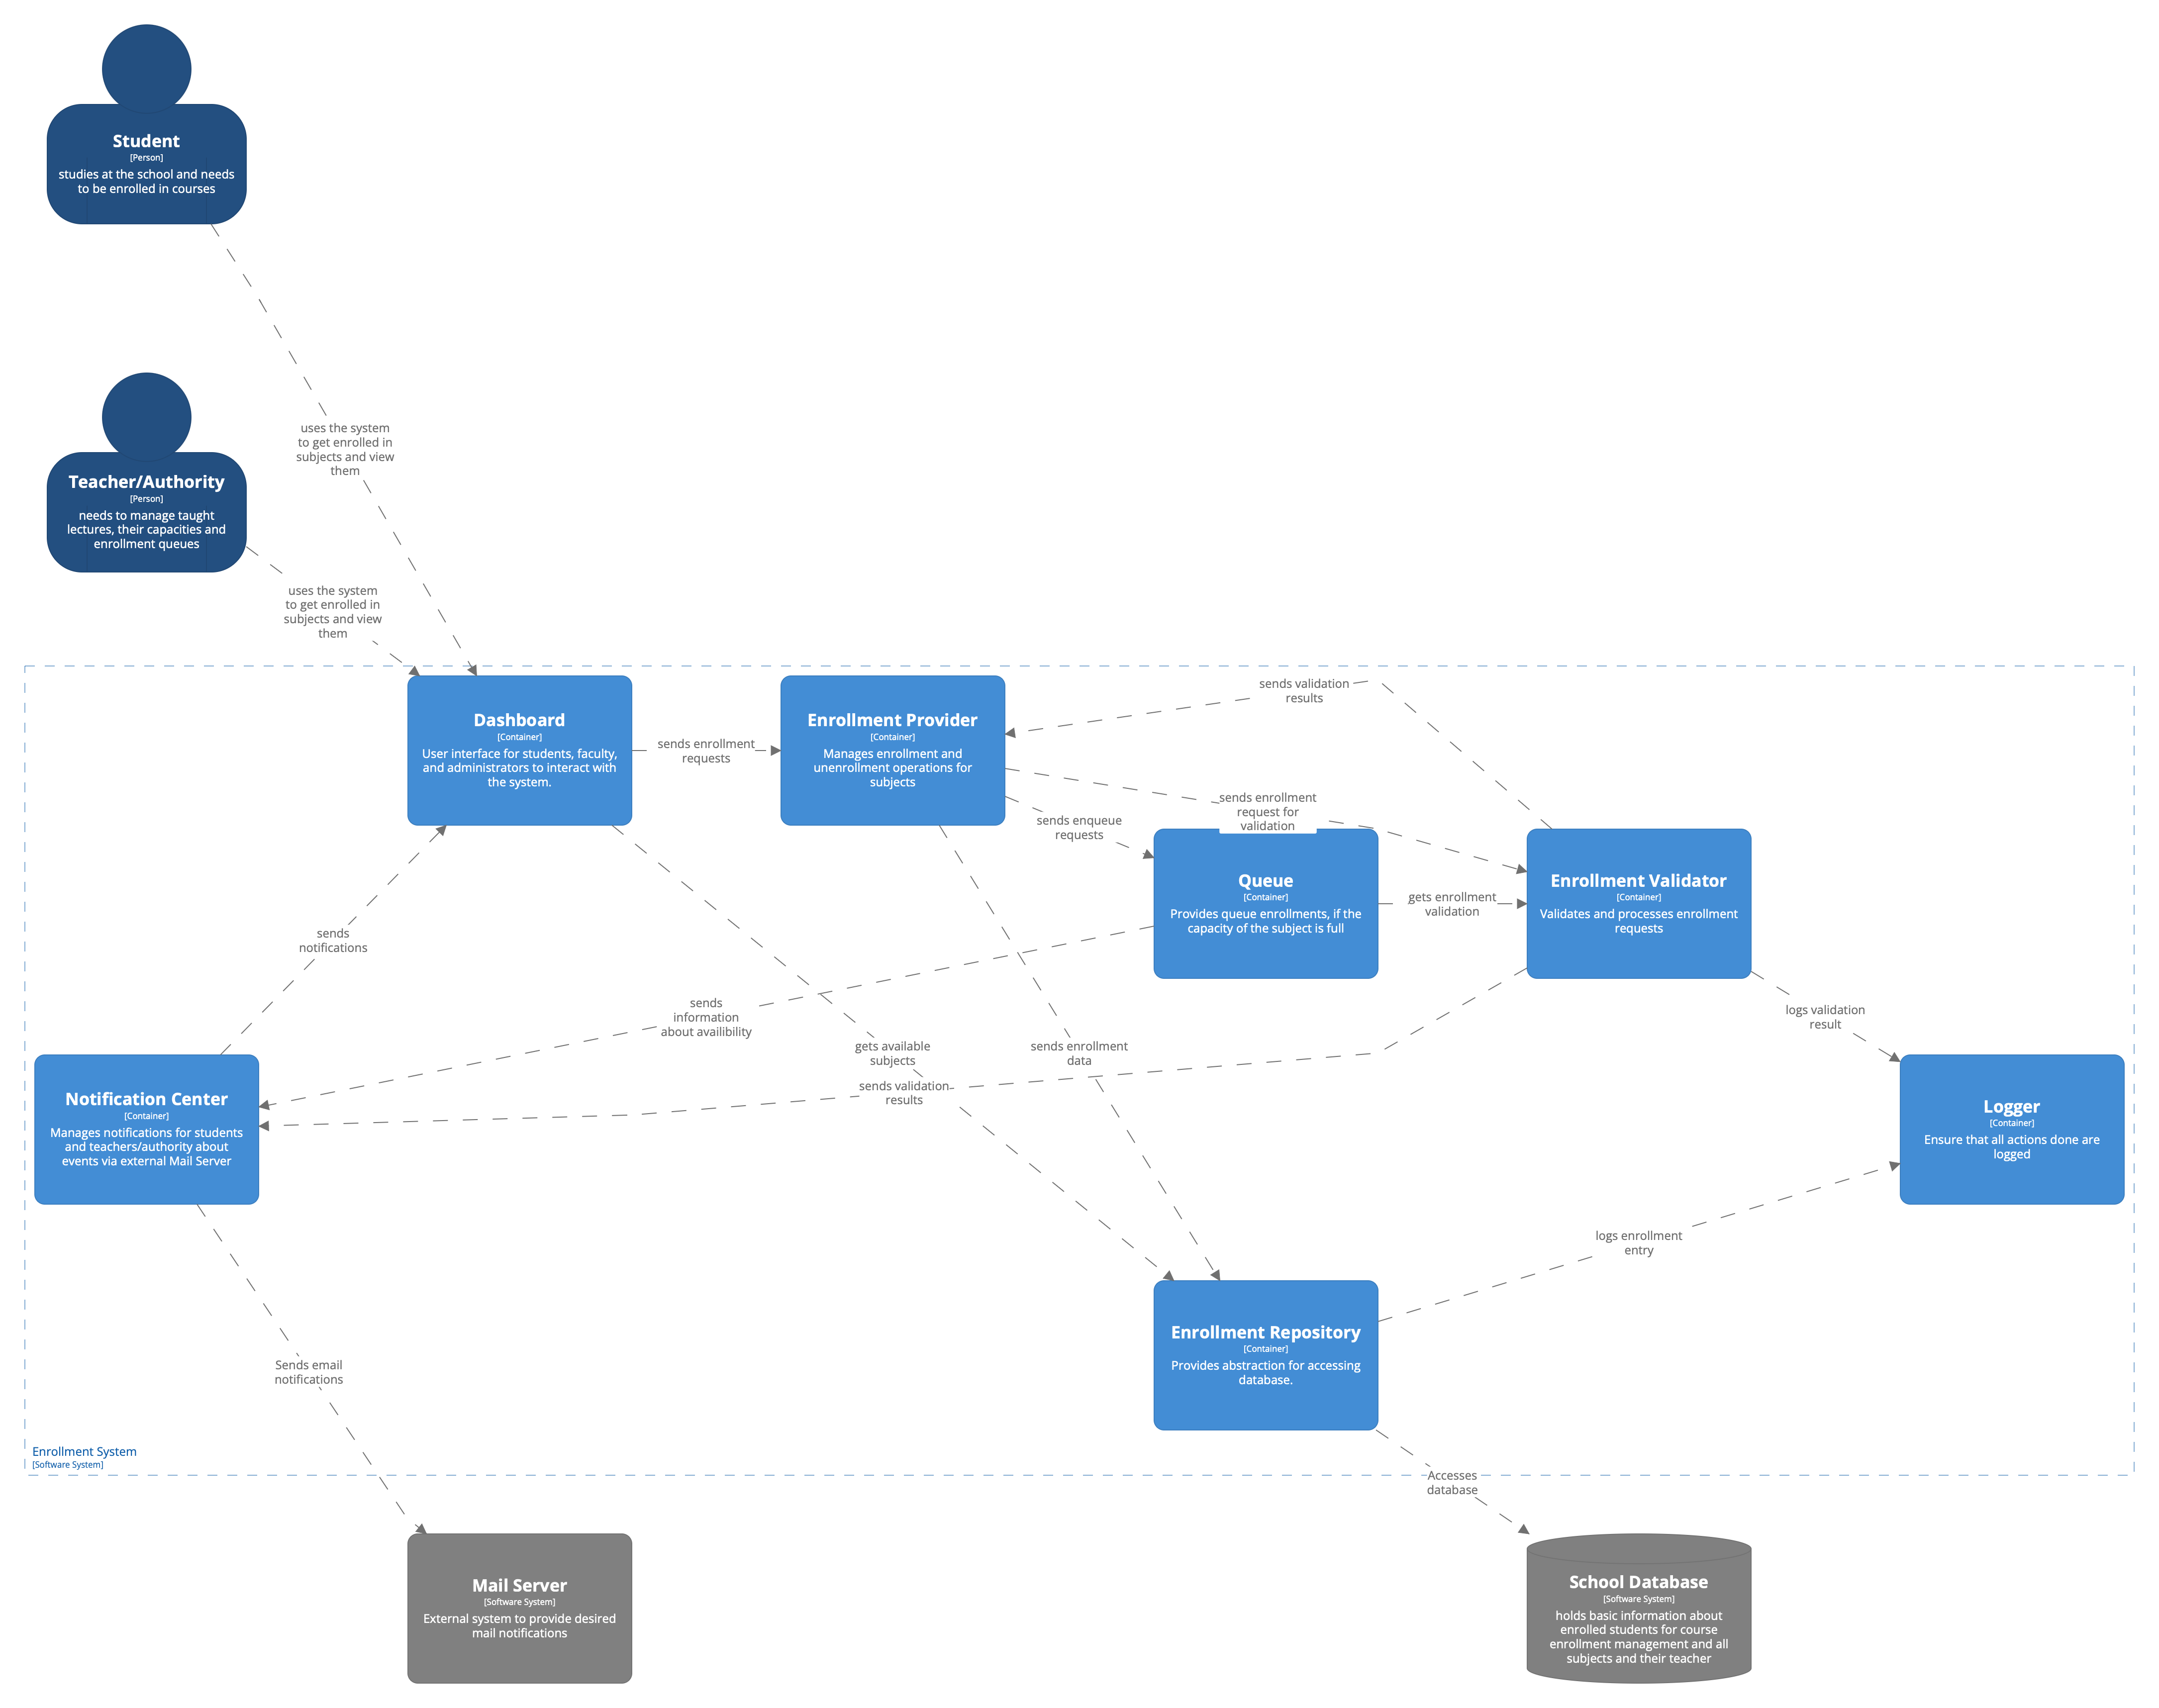 Student
[Person]
studies at the school and needs
to be enrolled in courses
uses the system
to get enrolled in
subjects and view
them
Teacher/Authority
[Person]
needs to manage taught
lectures, their capacities and
enrollment queues
uses the system
to get enrolled in
subjects and view
them
Dashboard
[Container]
User interface for students, faculty,
and administrators to interact with
the system.
sends enrollment
requests
Enrollment Provider
[Container]
Manages enrollment and
unenrollment operations for
subjects
sends validation
results
sends enrollment
request for
validation
sends enqueue
requests
Queue
[Container]
Provides queue enrollments, if the
capacity of the subject is full
gets enrollment
validation
Enrollment Validator
[Container]
Validates and processes enrollment
requests
sends
notifications
sends
information
about availibility
gets available
subjects
sends enrollment
data
sends validation
results
logs validation
result
Notification Center
[Container]
Manages notifications for students
and teachers/authority about
events via external Mail Server
Logger
[Container]
Ensure that all actions done are
logged
logs enrollment
entry
Enrollment Repository
[Container]
Provides abstraction for accessing
database.
Sends email
notifications
Enrollment System
[Software System]
Accesses
database
Mail Server
[Software System]
External system to provide desired
mail notifications
School Database
[Software System]
holds basic information about
enrolled students for course
enrollment management and all
subjects and their teacher